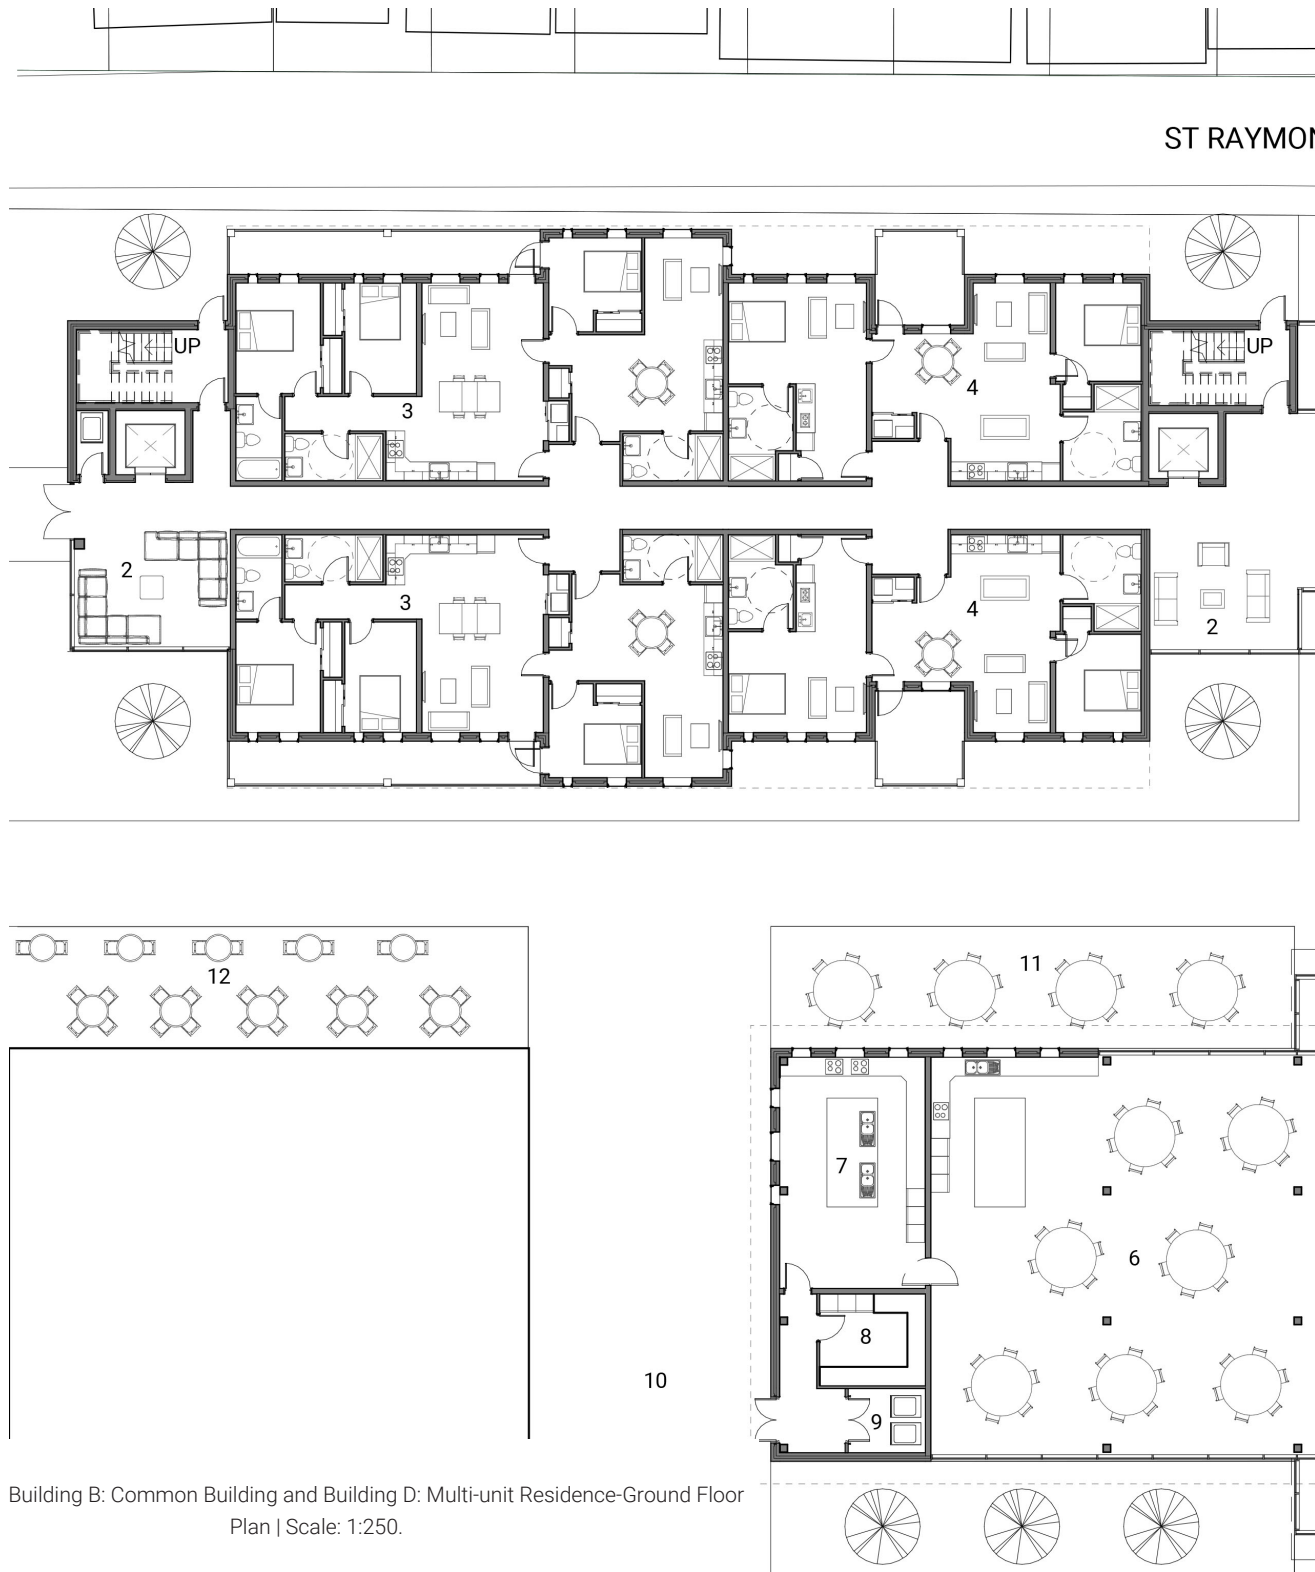 ST RAYMON
UP
UP
3
4
2
3
4
2
12
11
7
6
8
10
9
Building B: Common Building and Building D: Multi-unit Residence-Ground Floor
Plan | Scale: 1:250.